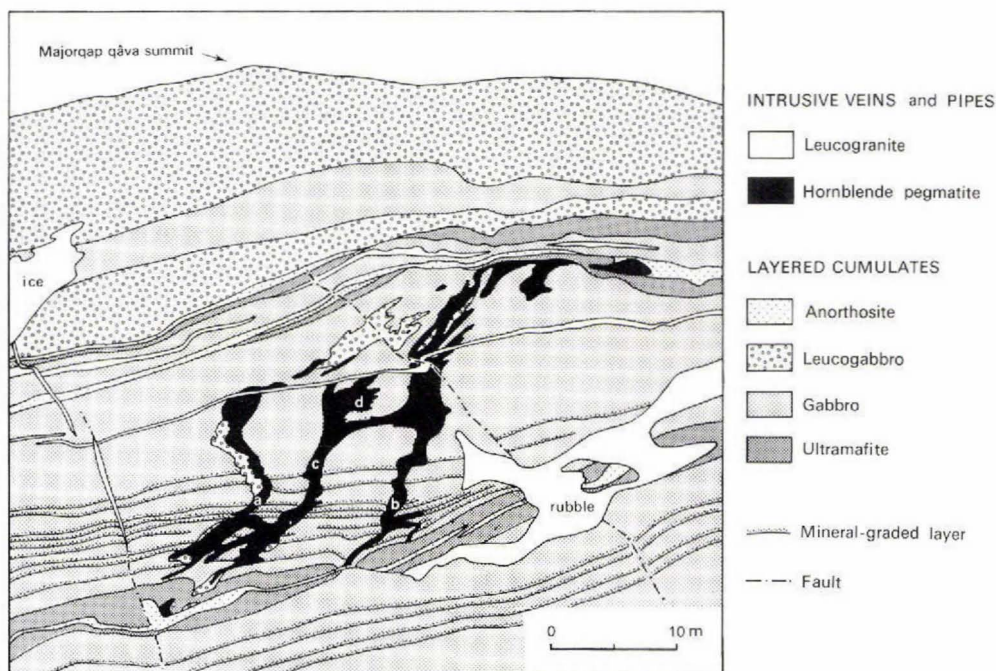 Majorqap qâva summit
ice
d
c
a
b
rubble
0 10 m
INTRUSIVE VEINS and PIPES
Leucogranite
Hornblende pegmatite
LAYERED CUMULATES
Anorthosite
Leucogabbro
Gabbro
Ultramafite
Mineral-graded layer
Fault